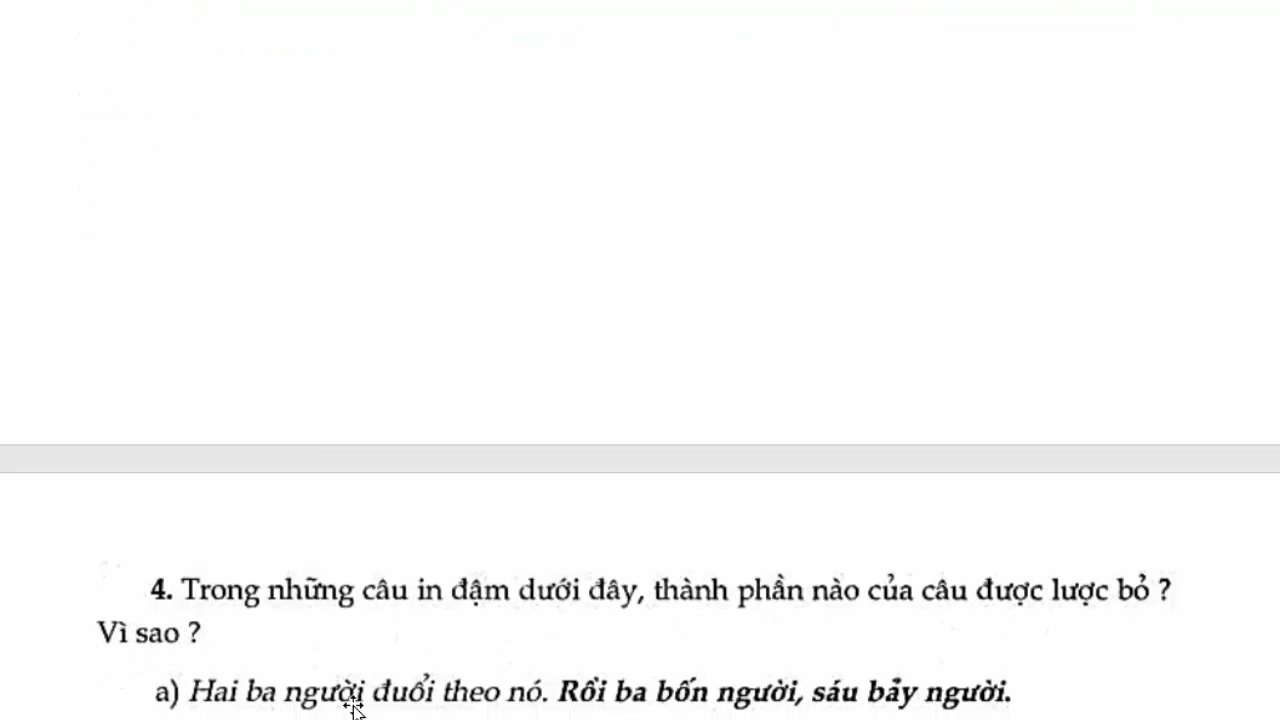 4. Trong những câu in đậm dưới đây, thành phần nào của câu được lược bỏ ?
Vì sao ?
a) Hai ba người đuổi theo nó. Rồi ba bốn người, sáu bảy người.